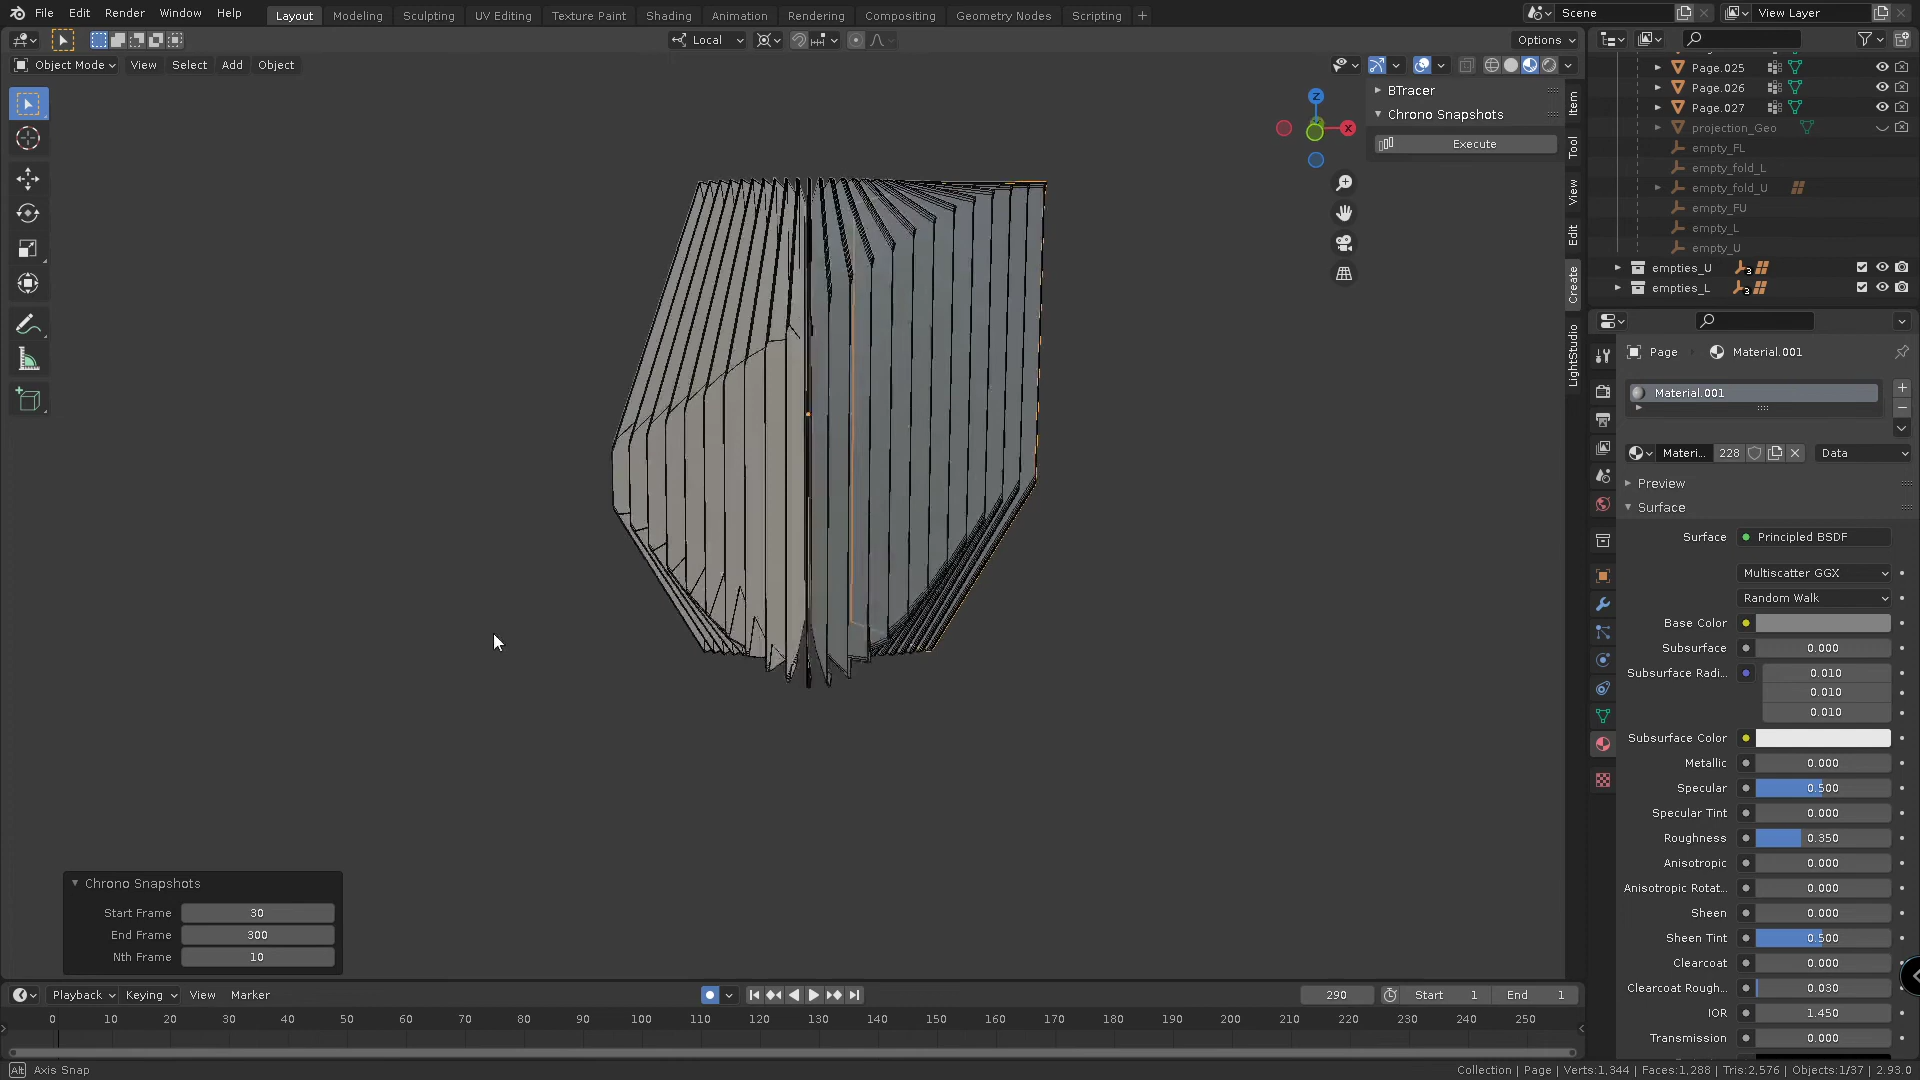 File Edit Render Window Help Layout Modeling Sculpting UV Editing Texture Paint Shading Animation Rendering Compositing Geometry Nodes Scripting + Scene View Layer
Local Options
Object Mode View Select Add Object
BTracer
Chrono Snapshots
Execute
Z
X
Item
Tool
View
Edit
Create
LightStudio
Page.025
Page.026
Page.027
projection_Geo
empty_FL
empty_fold_L
empty_fold_U
empty_FU
empty_L
empty_U
empties_U 3
empties_L 3
Page Material.001
Material.001
Materi... 228 Data
Preview
Surface
Surface Principled BSDF
Multiscatter GGX
Random Walk
Base Color
Subsurface 0.000
Subsurface Radi... 0.010
0.010
0.010
Subsurface Color
Metallic 0.000
Specular 0.500
Specular Tint 0.000
Roughness 0.350
Anisotropic 0.000
Anisotropic Rotat... 0.000
Sheen 0.000
Sheen Tint 0.500
Clearcoat 0.000
Clearcoat Rough... 0.030
IOR 1.450
Transmission 0.000
Chrono Snapshots
Start Frame 30
End Frame 300
Nth Frame 10
Playback Keying View Marker 290 Start 1 End 1
0 10 20 30 40 50 60 70 80 90 100 110 120 130 140 150 160 170 180 190 200 210 220 230 240 250
Alt Axis Snap Collection | Page | Verts:1,344 | Faces:1,288 | Tris:2,576 | Objects:1/37 | 2.93.0